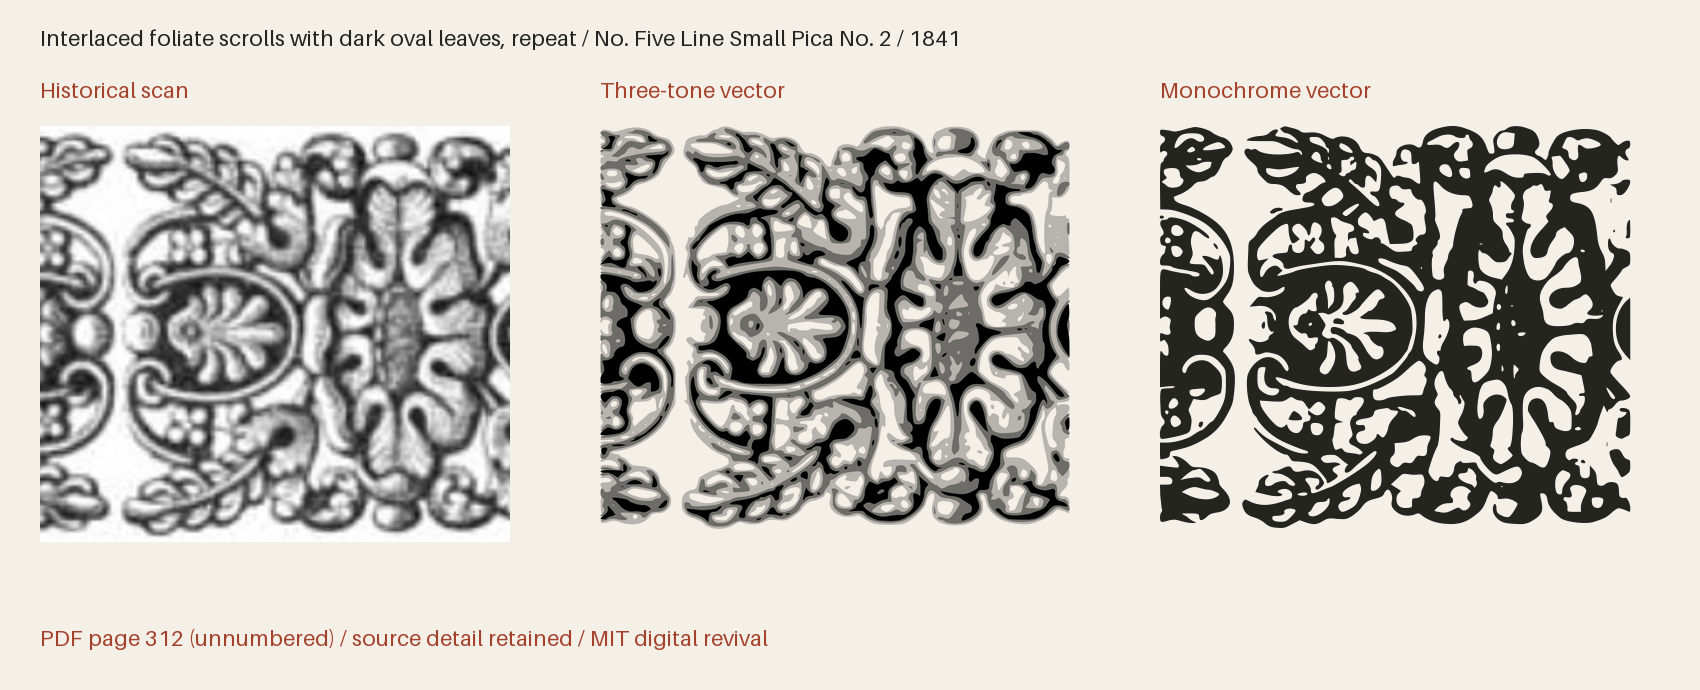 Interlaced foliate scrolls with dark oval leaves, repeat / No. Five Line Small Pica No. 2 / 1841
Historical scan
Three-tone vector
Monochrome vector
PDF page 312 (unnumbered) / source detail retained / MIT digital revival